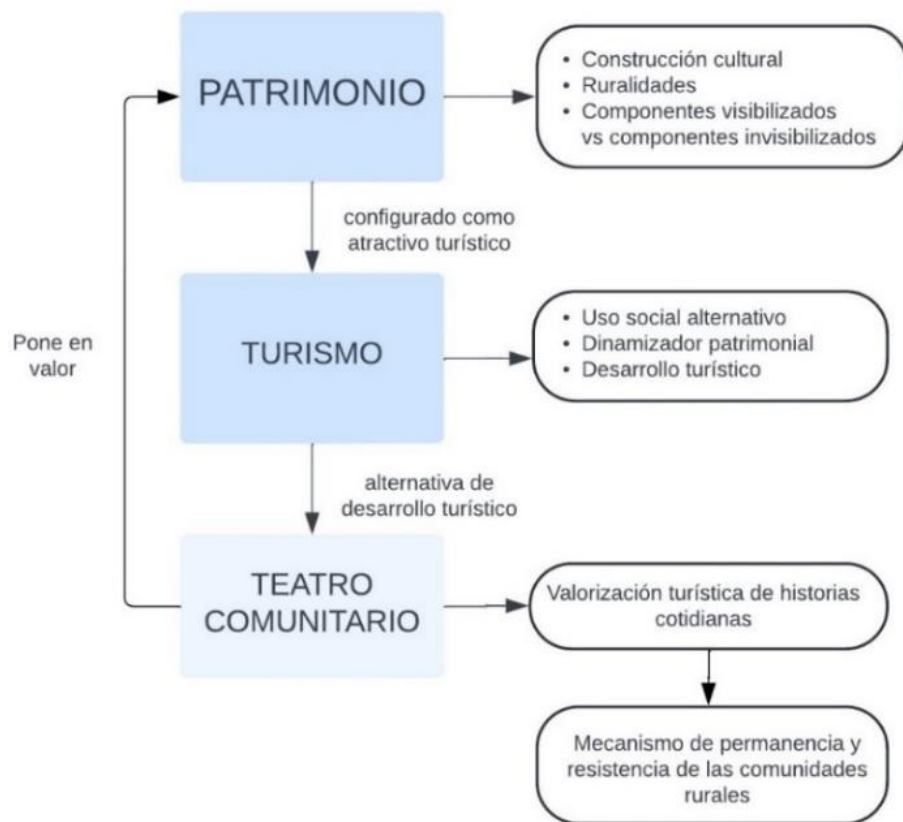 PATRIMONIO
• Construcción cultural
• Ruralidades
• Componentes visibilizados
vs componentes invisibilizados
configurado como
atractivo turístico
Pone en
valor
TURISMO
• Uso social alternativo
• Dinamizador patrimonial
• Desarrollo turístico
alternativa de
desarrollo turístico
TEATRO
COMUNITARIO
Valorización turística de historias
cotidianas
Mecanismo de permanencia y
resistencia de las comunidades
rurales